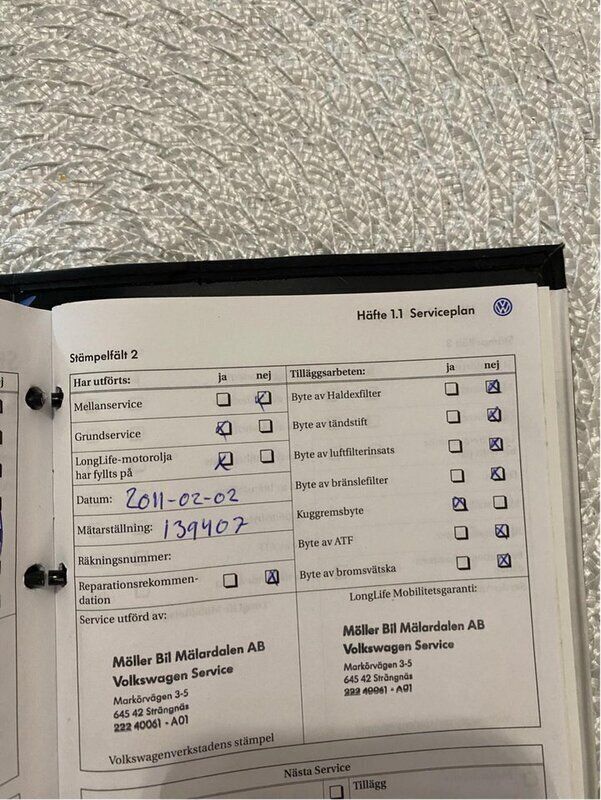 Häfte 1.1 Serviceplan
Stämpelfält 2
Har utförts: ja nej
Mellanservice
Grundservice
LongLife-motorolja
har fyllts på
Datum: 2011-02-02
Mätarställning: 139407
Räkningsnummer:
Reparationsrekommen-
dation
Service utförd av:
Möller Bil Mälardalen AB
Volkswagen Service
Markörvägen 3-5
645 42 Strängnäs
222 40061 - A01
Volkswagenverkstadens stämpel
Tilläggsarbeten: ja nej
Byte av Haldexfilter
Byte av tändstift
Byte av luftfilterinsats
Byte av bränslefilter
Kuggremsbyte
Byte av ATF
Byte av bromsvätska
LongLife Mobilitetsgaranti:
Möller Bil Mälardalen AB
Volkswagen Service
Markörvägen 3-5
645 42 Strängnäs
222 40061 - A01
Nästa Service
Tillägg